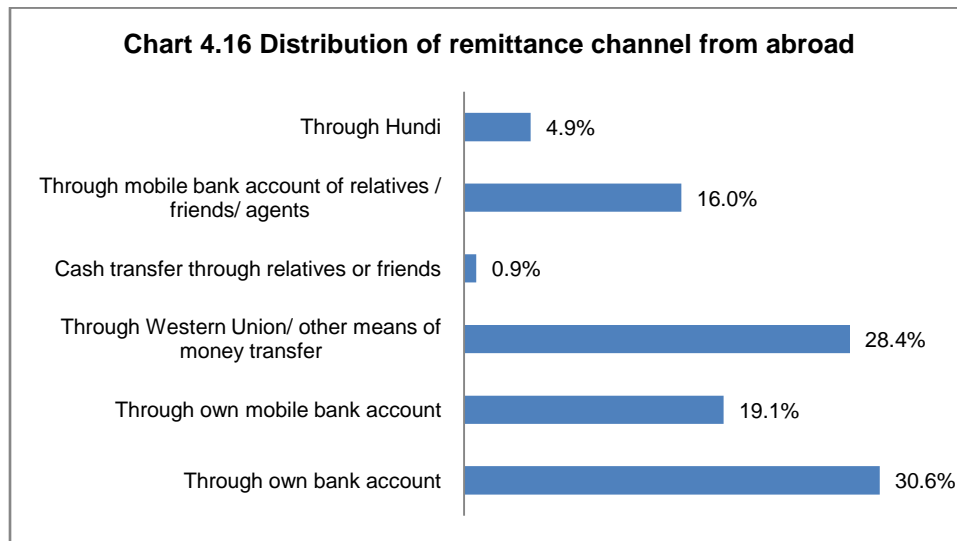 Chart 4.16 Distribution of remittance channel from abroad
Through Hundi
4.9%
Through mobile bank account of relatives /
friends/ agents
16.0%
Cash transfer through relatives or friends
0.9%
Through Western Union/ other means of
money transfer
28.4%
Through own mobile bank account
19.1%
Through own bank account
30.6%